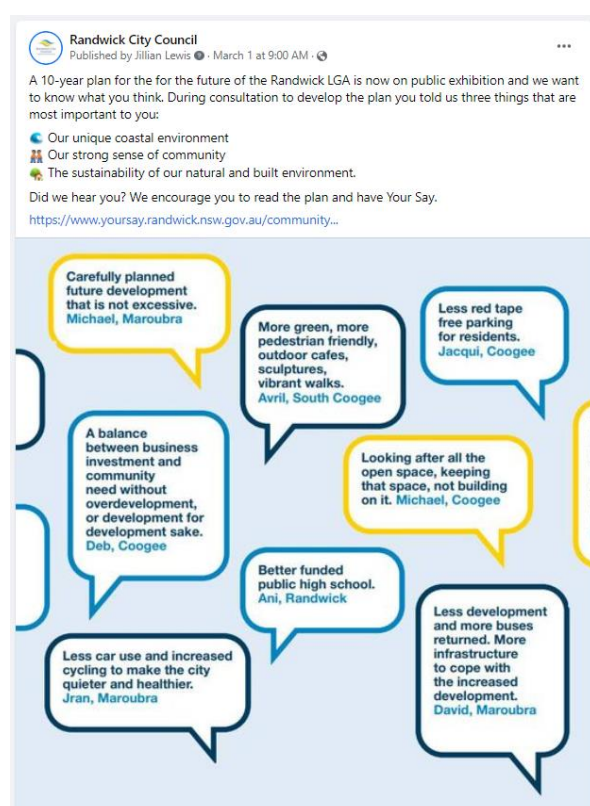 Randwick City Council
Published by Jillian Lewis · March 1 at 9:00 AM ·
A 10-year plan for the for the future of the Randwick LGA is now on public exhibition and we want
to know what you think. During consultation to develop the plan you told us three things that are
most important to you:
Our unique coastal environment
Our strong sense of community
The sustainability of our natural and built environment.
Did we hear you? We encourage you to read the plan and have Your Say.
https://www.yoursay.randwick.nsw.gov.au/community...
Carefully planned
future development
that is not excessive.
Michael, Maroubra
More green, more
pedestrian friendly,
outdoor cafes,
sculptures,
vibrant walks.
Avril, South Coogee
Less red tape
free parking
for residents.
Jacqui, Coogee
A balance
between business
investment and
community
need without
overdevelopment,
or development for
development sake.
Deb, Coogee
Looking after all the
open space, keeping
that space, not building
on it. Michael, Coogee
Better funded
public high school.
Ani, Randwick
Less development
and more buses
returned. More
infrastructure
to cope with
the increased
development.
David, Maroubra
Less car use and increased
cycling to make the city
quieter and healthier.
Jran, Maroubra